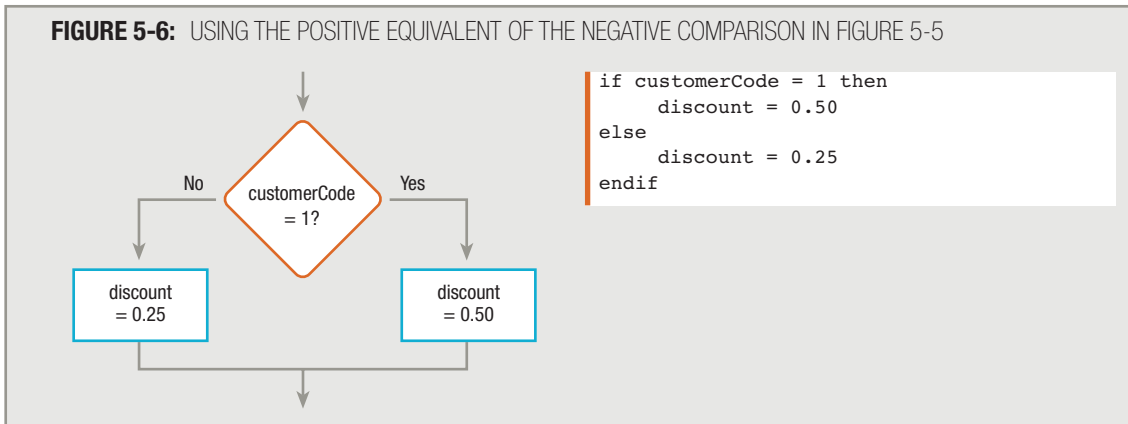 FIGURE 5-6: USING THE POSITIVE EQUIVALENT OF THE NEGATIVE COMPARISON IN FIGURE 5-5
No
customerCode
= 1?
Yes
discount
= 0.25
discount
= 0.50
if customerCode = 1 then
     discount = 0.50
else
     discount = 0.25
endif